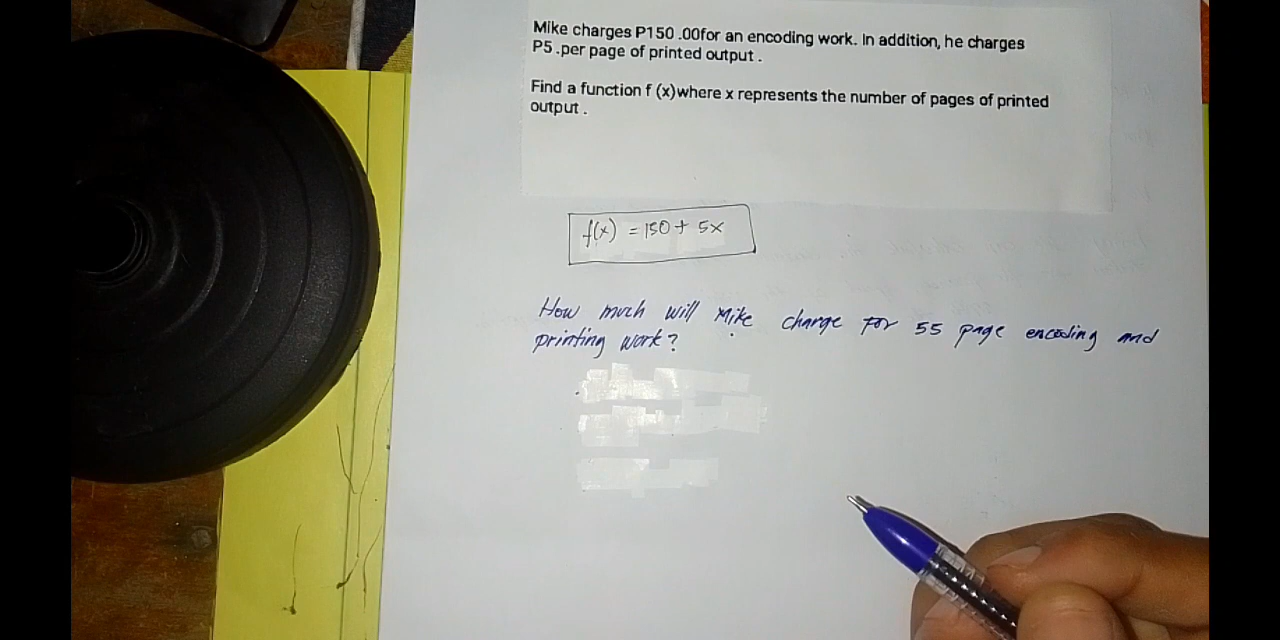 Mike charges P150 .00for an encoding work. In addition, he charges
P5 .per page of printed output .
Find a function f (x)where x represents the number of pages of printed
output .
f(x) = 150 + 5x
How much will Mike charge for 55 page encoding and
printing work?